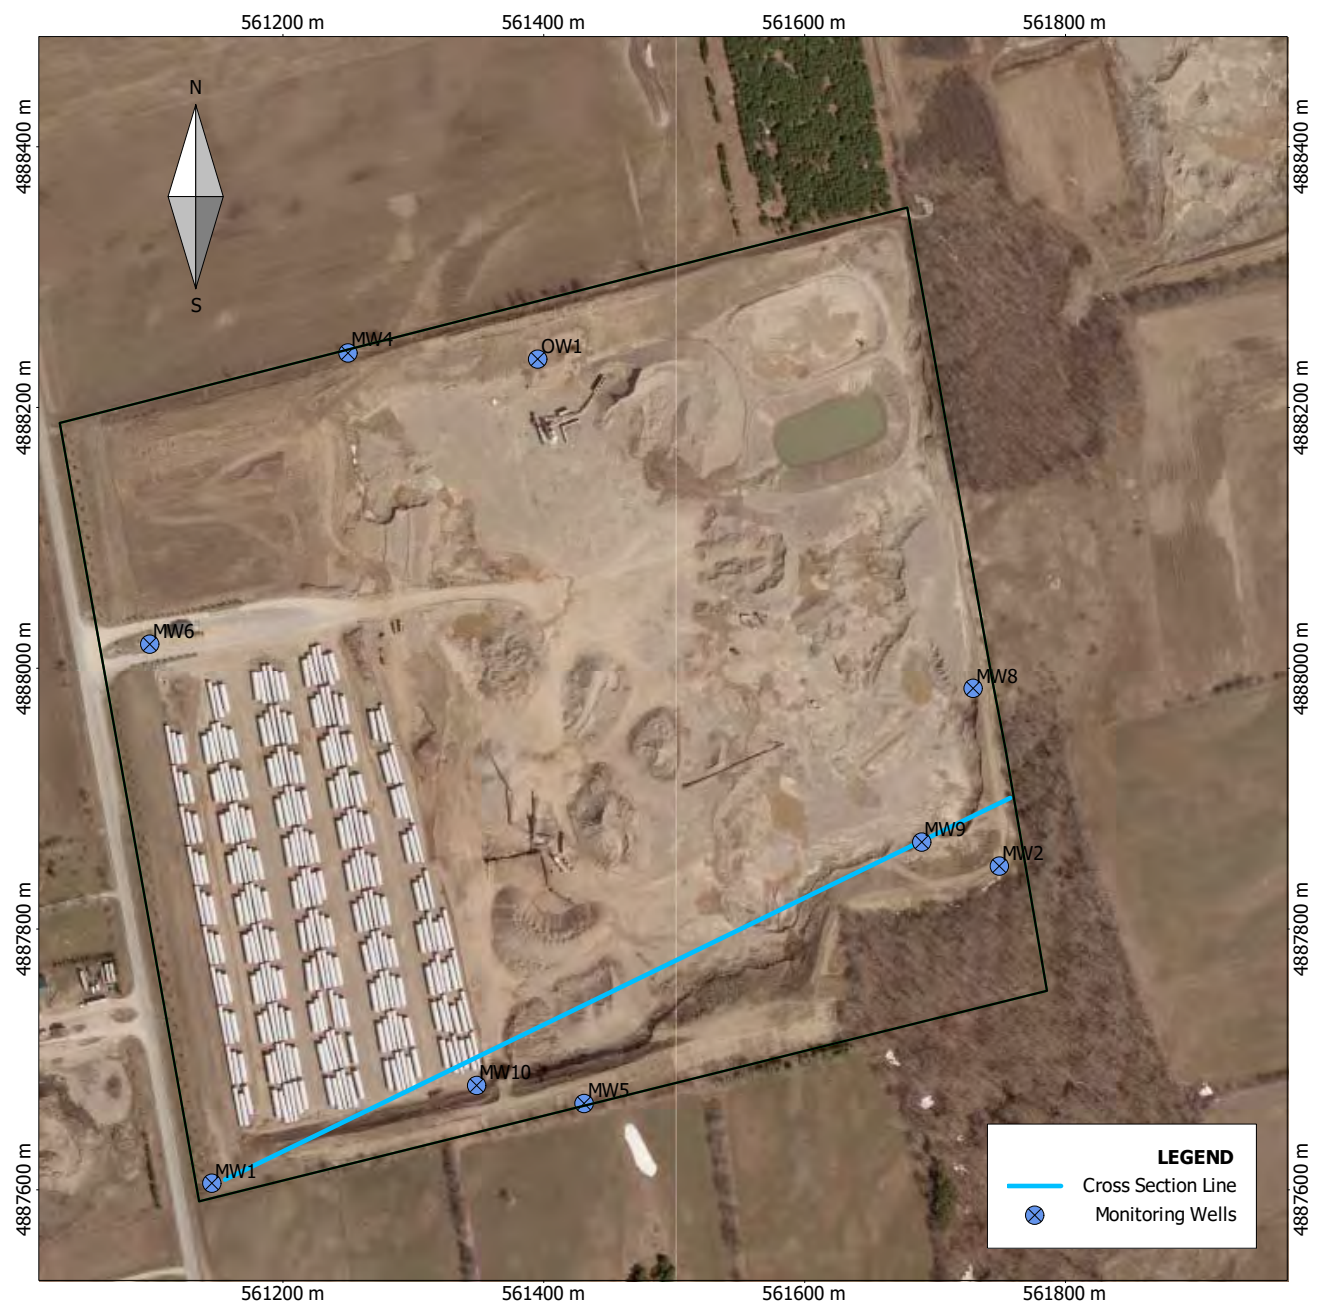 561200 m
561400 m
561600 m
561800 m
N
S
4888400 m
4888400 m
MW4
OW1
4888200 m
4888200 m
MW6
4888000 m
4888000 m
MW8
MW9
MW2
4887800 m
4887800 m
MW10
MW5
MW1
4887600 m
4887600 m
LEGEND
Cross Section Line
Monitoring Wells
561200 m
561400 m
561600 m
561800 m